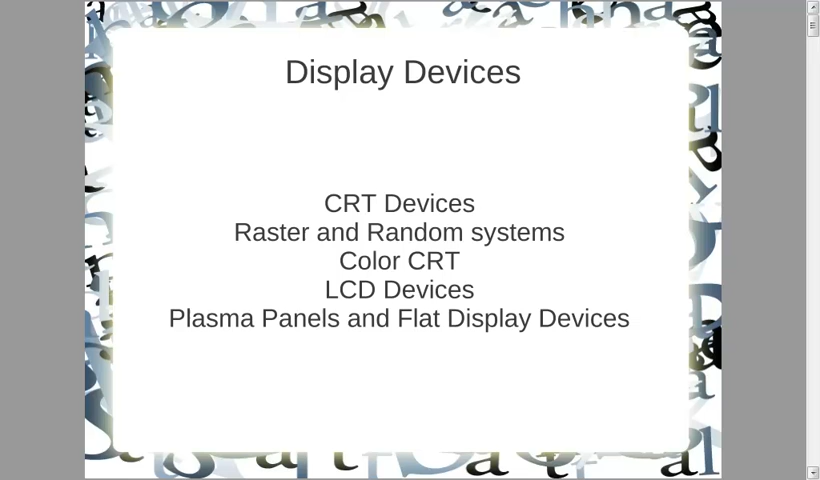 Display Devices
CRT Devices
Raster and Random systems
Color CRT
LCD Devices
Plasma Panels and Flat Display Devices